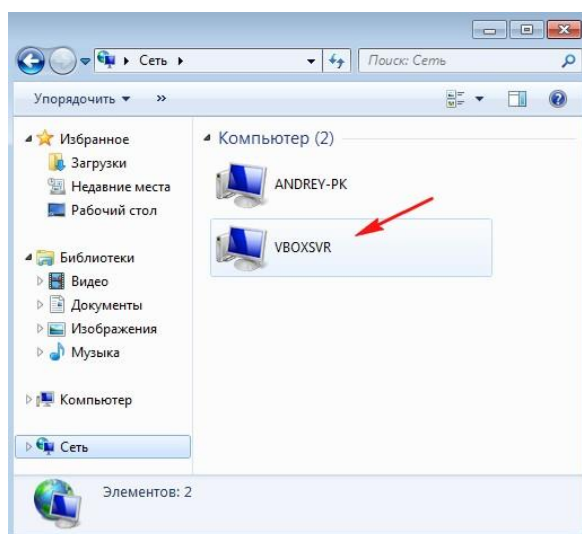 Сеть
Поиск: Сеть
Упорядочить
»
Избранное
Загрузки
Недавние места
Рабочий стол
Библиотеки
Видео
Документы
Изображения
Музыка
Компьютер
Сеть
Компьютер (2)
ANDREY-PK
VBOXSVR
Элементов: 2